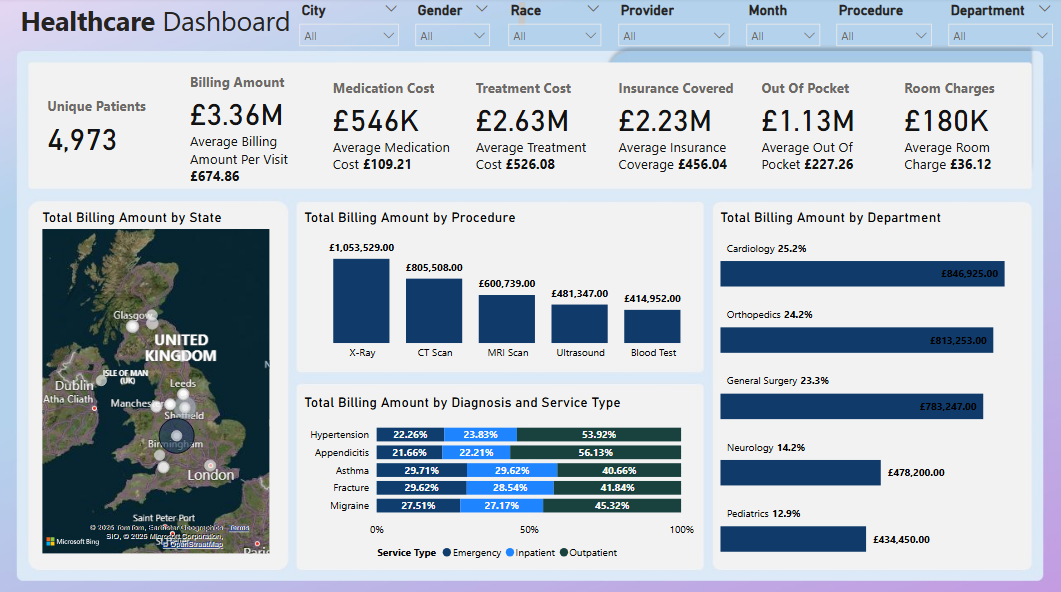 Healthcare Dashboard
City
Gender
Race
Provider
Month
Procedure
Department
All
All
All
All
All
All
All
Unique Patients
4,973
Billing Amount
£3.36M
Average Billing
Amount Per Visit
£674.86
Medication Cost
£546K
Average Medication
Cost £109.21
Treatment Cost
£2.63M
Average Treatment
Cost £526.08
Insurance Covered
£2.23M
Average Insurance
Coverage £456.04
Out Of Pocket
£1.13M
Average Out Of
Pocket £227.26
Room Charges
£180K
Average Room
Charge £36.12
Total Billing Amount by State
Glasgow
UNITED
KINGDOM
ISLE OF MAN
(UK)
Dublin
Atha Cliath
Leeds
Manchester
Sheffield
Birmingham
London
Saint Peter Port
Paris
Microsoft Bing
© 2025 TomTom, Earthstar Geographics
SIO, © 2025 Microsoft Corporation,
© OpenStreetMap
Terms
Total Billing Amount by Procedure
£1,053,529.00
£805,508.00
£600,739.00
£481,347.00
£414,952.00
X-Ray
CT Scan
MRI Scan
Ultrasound
Blood Test
Total Billing Amount by Diagnosis and Service Type
Hypertension 22.26% 23.83% 53.92%
Appendicitis 21.66% 22.21% 56.13%
Asthma 29.71% 29.62% 40.66%
Fracture 29.62% 28.54% 41.84%
Migraine 27.51% 27.17% 45.32%
0% 50% 100%
Service Type Emergency Inpatient Outpatient
Total Billing Amount by Department
Cardiology 25.2%
£846,925.00
Orthopedics 24.2%
£813,253.00
General Surgery 23.3%
£783,247.00
Neurology 14.2%
£478,200.00
Pediatrics 12.9%
£434,450.00